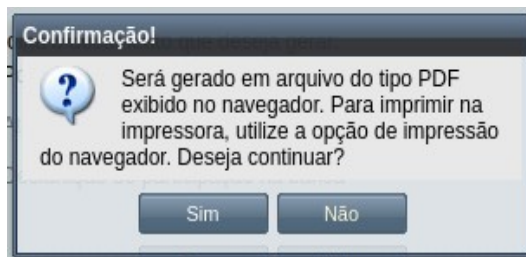 Confirmação!
Será gerado em arquivo do tipo PDF
exibido no navegador. Para imprimir na
impressora, utilize a opção de impressão
do navegador. Deseja continuar?
Sim
Não